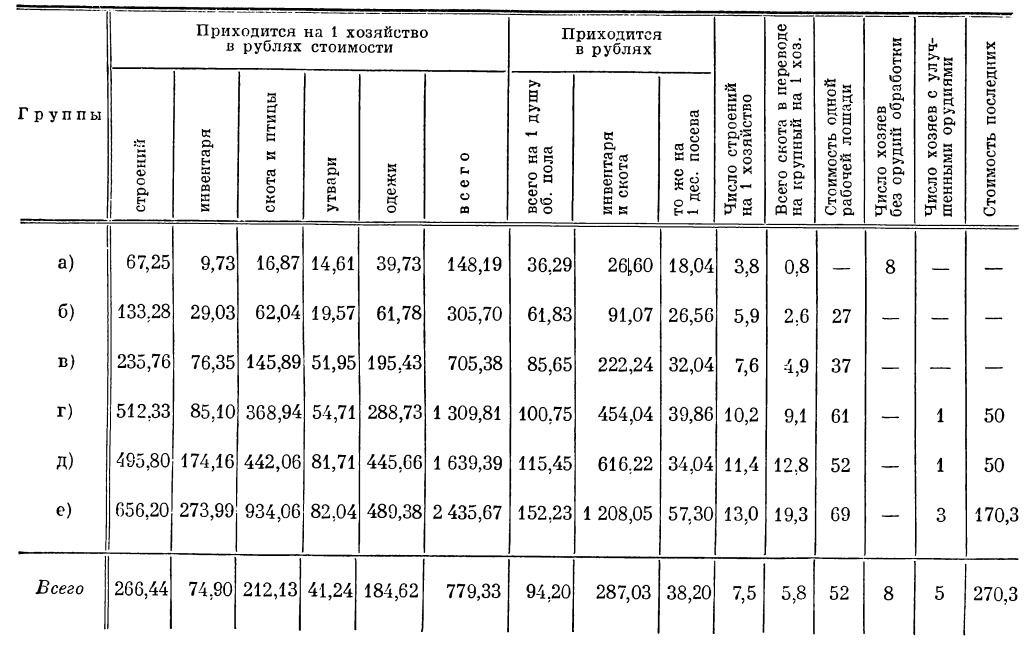 Группы
Приходится на 1 хозяйство
в рублях стоимости
Приходится
в рублях
строений
инвентаря
скота и птицы
утвари
одежи
всего
всего на 1 душу
об. пола
инвентаря
и скота
то же на
1 дес. посева
Число строений
на 1 хозяйство
Всего скота в переводе
на крупный на 1 хоз.
Стоимость одной
рабочей лошади
Число хозяев
без орудий обработки
Число хозяев с улуч-
шенными орудиями
Стоимость последних
а) 67,25 9,73 16,87 14,61 39,73 148,19 36,29 26,60 18,04 3,8 0,8 — 8 — —
б) 133,28 29,03 62,04 19,57 61,78 305,70 61,83 91,07 26,56 5,9 2,6 27 — — —
в) 235,76 76,35 145,89 51,95 195,43 705,38 85,65 222,24 32,04 7,6 4,9 37 — — —
г) 512,33 85,10 368,94 54,71 288,73 1 309,81 100,75 454,04 39,86 10,2 9,1 61 — 1 50
д) 495,80 174,16 442,06 81,71 445,66 1 639,39 115,45 616,22 34,04 11,4 12,8 52 — 1 50
е) 656,20 273,99 934,06 82,04 489,38 2 435,67 152,23 1 208,05 57,30 13,0 19,3 69 — 3 170,3
Всего 266,44 74,90 212,13 41,24 184,62 779,33 94,20 287,03 38,20 7,5 5,8 52 8 5 270,3